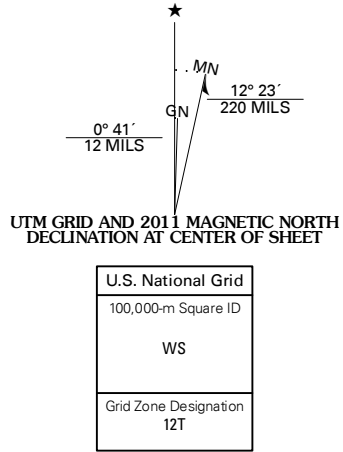 ★
MN
GN
12° 23´
220 MILS
0° 41´
12 MILS
UTM GRID AND 2011 MAGNETIC NORTH
DECLINATION AT CENTER OF SHEET
U.S. National Grid
100,000-m Square ID
WS
Grid Zone Designation
12T